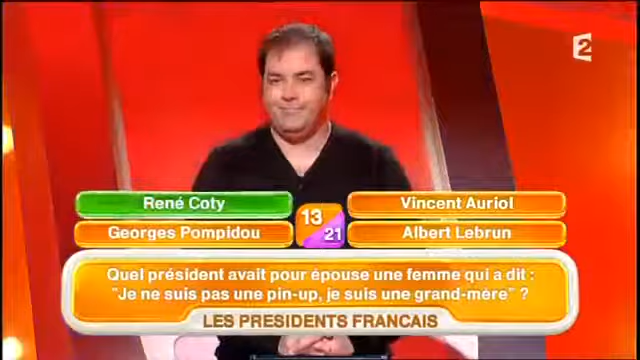 2
René Coty
Vincent Auriol
13
21
Georges Pompidou
Albert Lebrun
Quel président avait pour épouse une femme qui a dit :
"Je ne suis pas une pin-up, je suis une grand-mère" ?
LES PRESIDENTS FRANCAIS